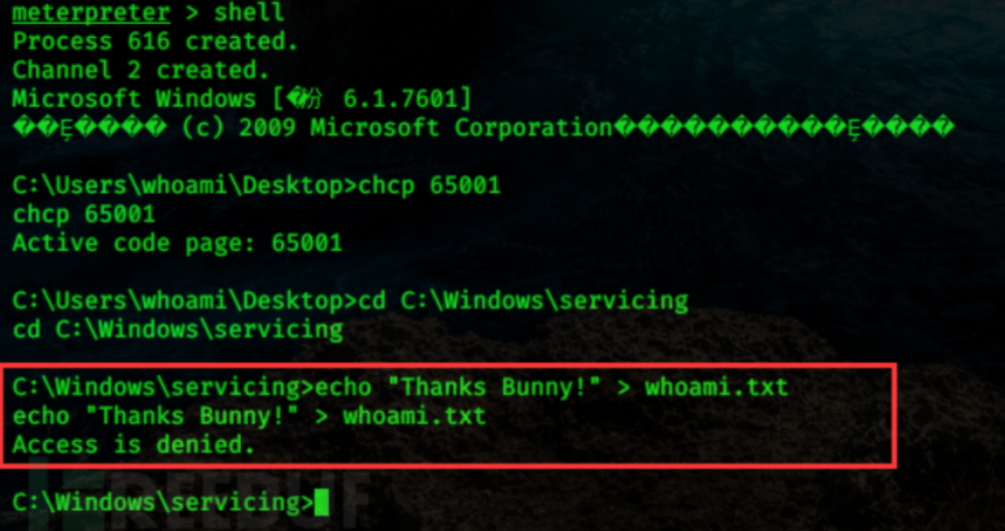 meterpreter > shell
Process 616 created.
Channel 2 created.
Microsoft Windows [�汾 6.1.7601]
��Ȩ���� (c) 2009 Microsoft Corporation������������Ȩ����
C:\Users\whoami\Desktop>chcp 65001
chcp 65001
Active code page: 65001
C:\Users\whoami\Desktop>cd C:\Windows\servicing
cd C:\Windows\servicing
C:\Windows\servicing>echo "Thanks Bunny!" > whoami.txt
echo "Thanks Bunny!" > whoami.txt
Access is denied.
C:\Windows\servicing>
FREEBUF